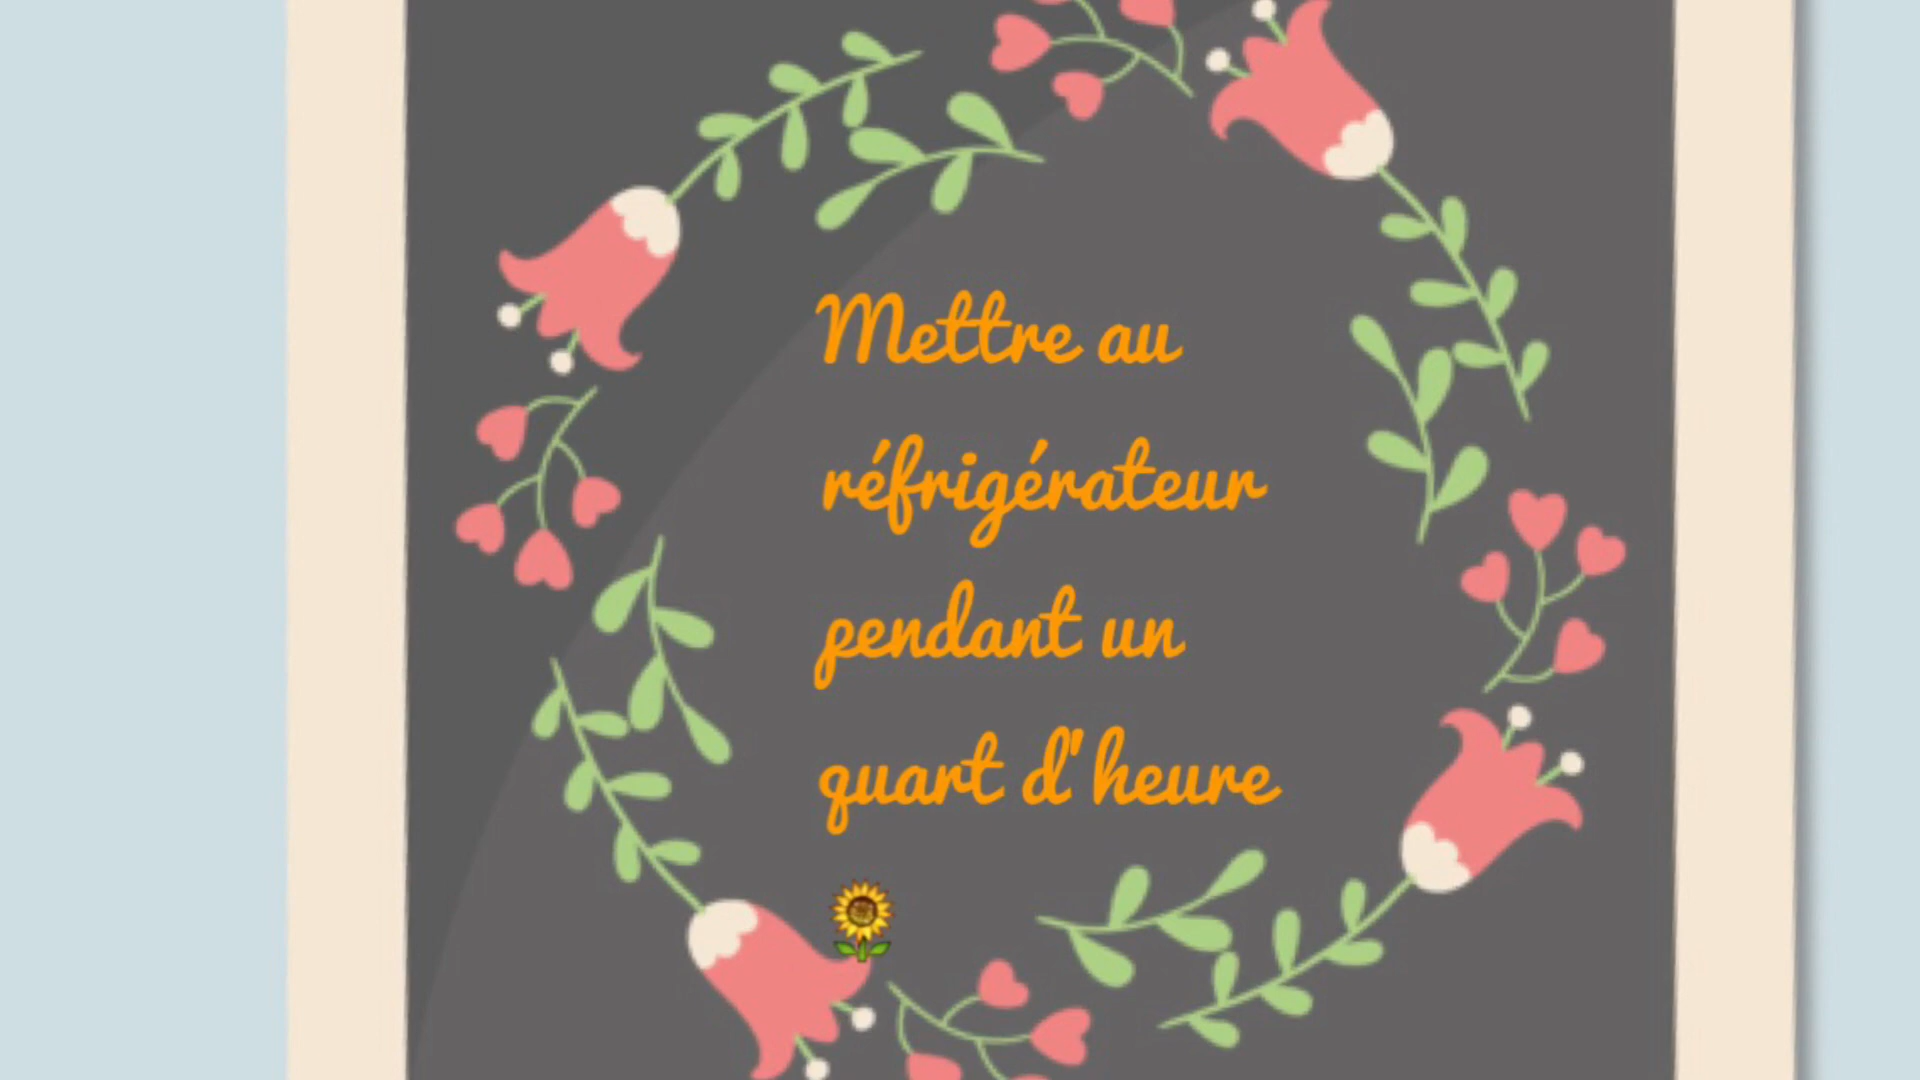 Mettre au
réfrigérateur
pendant un
quart d'heure
🌻